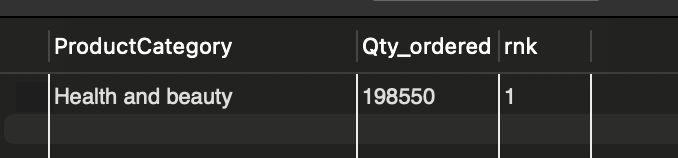 ProductCategory Qty_ordered rnk
Health and beauty 198550 1